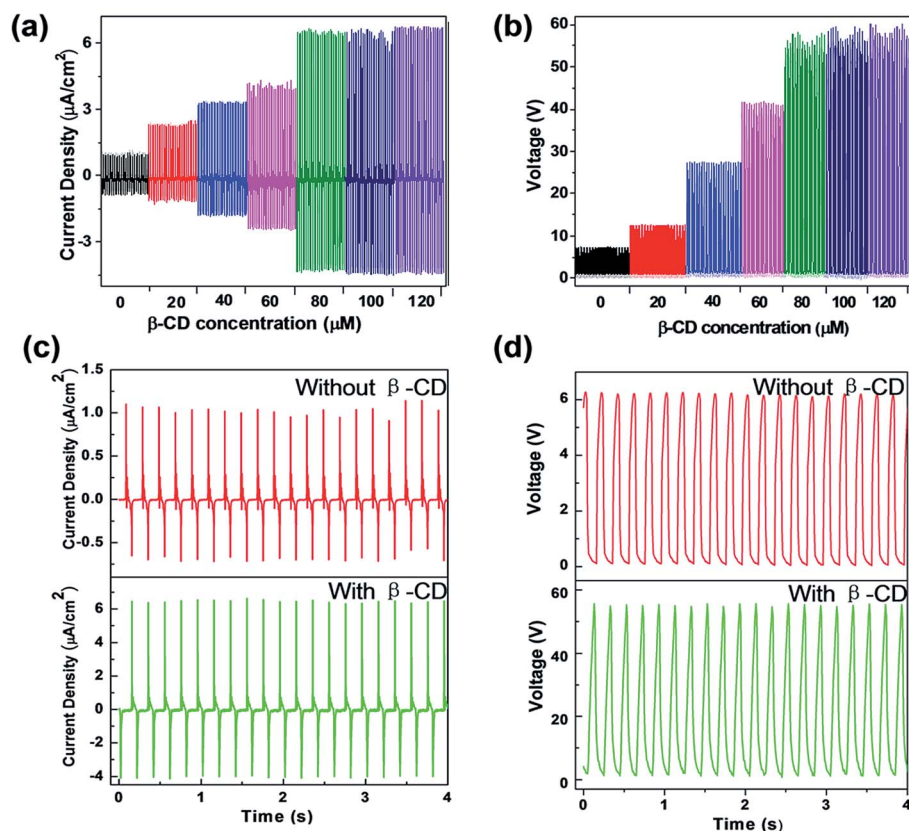 (a)
Current Density (μA/cm²)
6
3
0
-3
0 20 40 60 80 100 120
β-CD concentration (μM)
(b)
Voltage (V)
60
50
40
30
20
10
0
0 20 40 60 80 100 120
β-CD concentration (μM)
(c)
Current Density (μA/cm²)
1.5
1.0
0.5
0.0
-0.5
Without β-CD
Current Density (μA/cm²)
6
4
2
0
-2
-4
With β-CD
0 1 2 3 4
Time (s)
(d)
Voltage (V)
6
4
2
0
Without β-CD
Voltage (V)
60
40
20
0
With β-CD
0 1 2 3 4
Time (s)